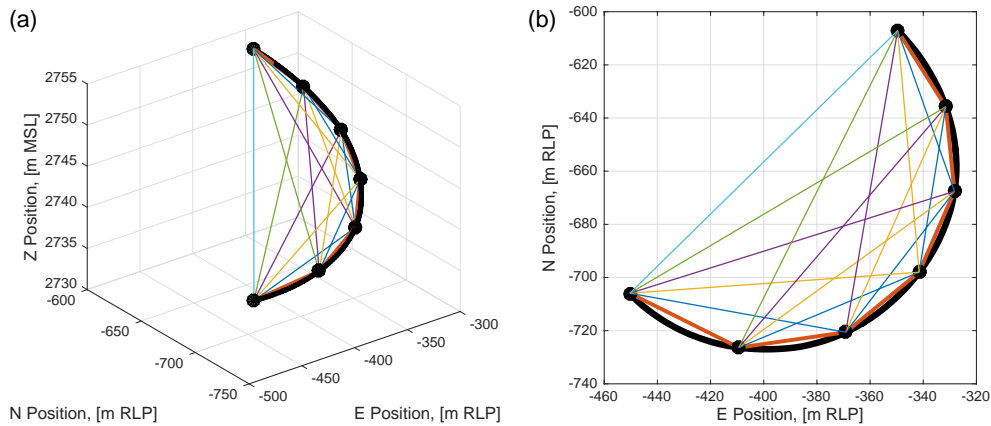 (a)
2755
2750
2745
2740
2735
2730
Z Position, [m MSL]
-600
-650
-700
-750
N Position, [m RLP]
-500
-450
-400
-350
-300
E Position, [m RLP]
(b)
-600
-620
-640
-660
-680
-700
-720
-740
N Position, [m RLP]
-460 -440 -420 -400 -380 -360 -340 -320
E Position, [m RLP]